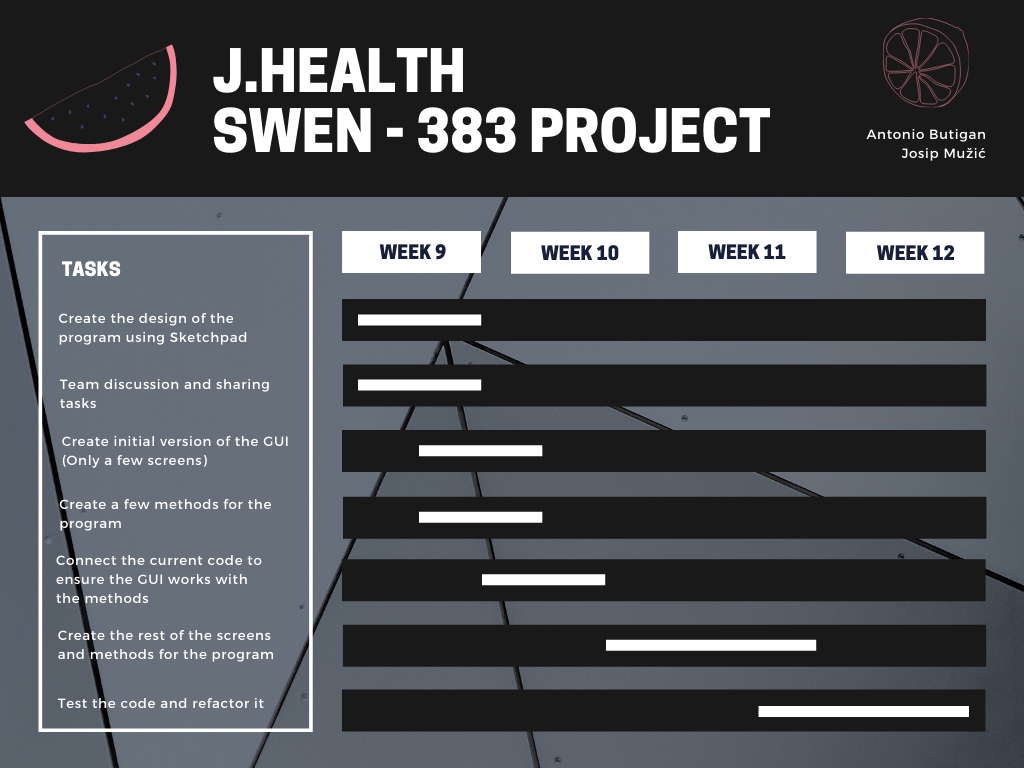 J.HEALTH
SWEN - 383 PROJECT
Antonio Butigan
Josip Mužić
TASKS
WEEK 9
WEEK 10
WEEK 11
WEEK 12
Create the design of the
program using Sketchpad
Team discussion and sharing
tasks
Create initial version of the GUI
(Only a few screens)
Create a few methods for the
program
Connect the current code to
ensure the GUI works with
the methods
Create the rest of the screens
and methods for the program
Test the code and refactor it